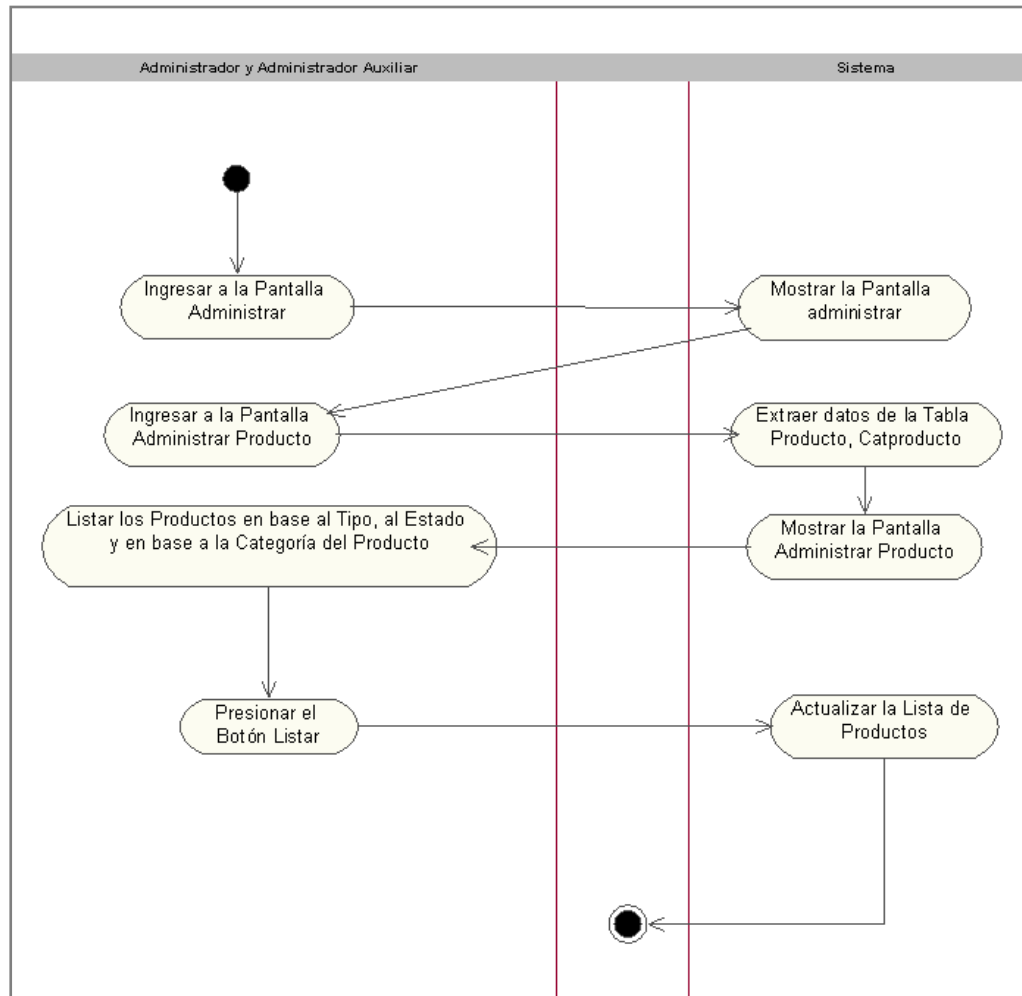 Administrador y Administrador Auxiliar
Sistema
Ingresar a la Pantalla
Administrar
Mostrar la Pantalla
administrar
Ingresar a la Pantalla
Administrar Producto
Extraer datos de la Tabla
Producto, Catproducto
Mostrar la Pantalla
Administrar Producto
Listar los Productos en base al Tipo, al Estado
y en base a la Categoría del Producto
Presionar el
Botón Listar
Actualizar la Lista de
Productos